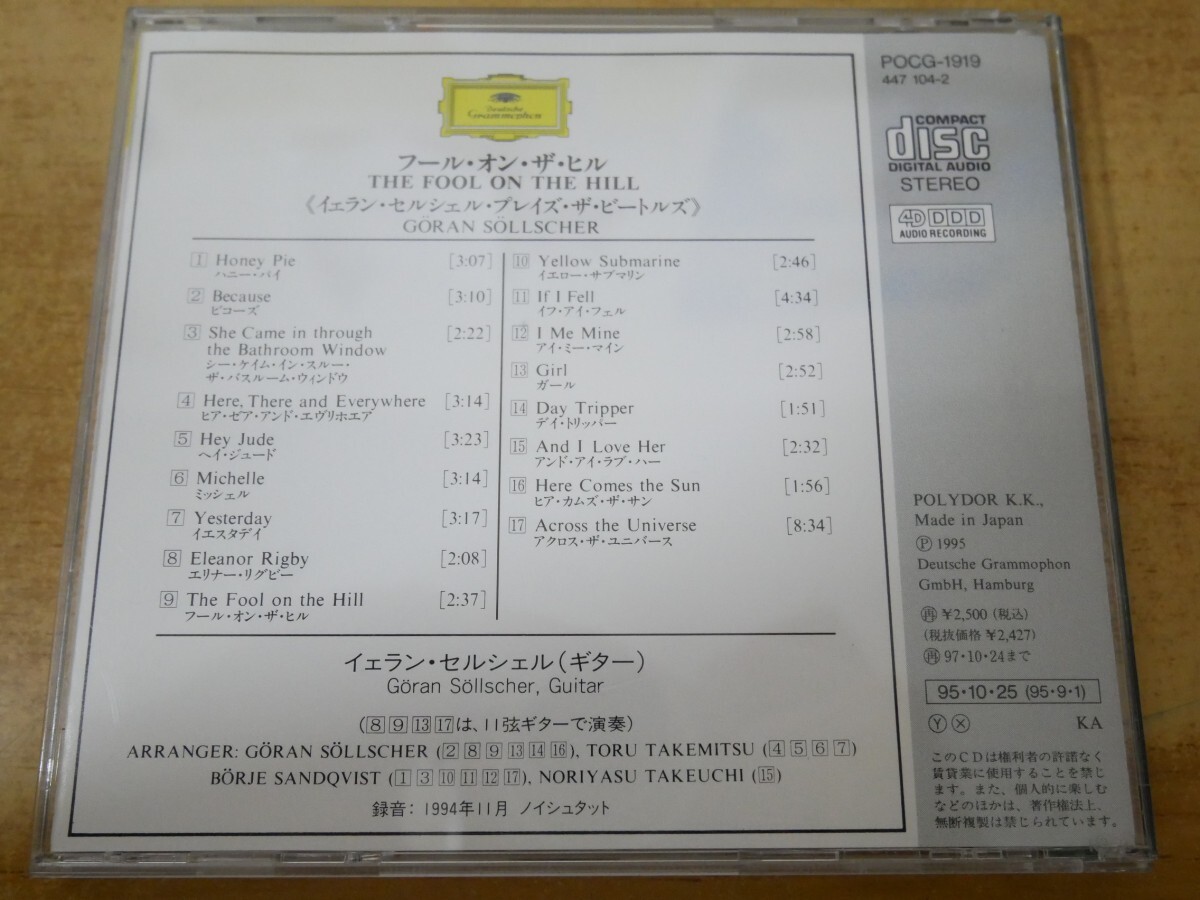 Deutsche
Grammophon
フール・オン・ザ・ヒル
THE FOOL ON THE HILL
《イェラン・セルシェル・プレイズ・ザ・ビートルズ》
GÖRAN SÖLLSCHER
1 Honey Pie [3:07]
ハニー・パイ
2 Because [3:10]
ビコーズ
3 She Came in through [2:22]
the Bathroom Window
シー・ケイム・イン・スルー・
ザ・バスルーム・ウィンドウ
4 Here, There and Everywhere [3:14]
ヒア・ゼア・アンド・エヴリホエア
5 Hey Jude [3:23]
ヘイ・ジュード
6 Michelle [3:14]
ミッシェル
7 Yesterday [3:17]
イエスタデイ
8 Eleanor Rigby [2:08]
エリナー・リグビー
9 The Fool on the Hill [2:37]
フール・オン・ザ・ヒル
10 Yellow Submarine [2:46]
イエロー・サブマリン
11 If I Fell [4:34]
イフ・アイ・フェル
12 I Me Mine [2:58]
アイ・ミー・マイン
13 Girl [2:52]
ガール
14 Day Tripper [1:51]
デイ・トリッパー
15 And I Love Her [2:32]
アンド・アイ・ラブ・ハー
16 Here Comes the Sun [1:56]
ヒア・カムズ・ザ・サン
17 Across the Universe [8:34]
アクロス・ザ・ユニバース
イェラン・セルシェル(ギター)
Göran Söllscher, Guitar
(8 9 13 17は、11弦ギターで演奏)
ARRANGER: GÖRAN SÖLLSCHER (2 8 9 13 14 16), TORU TAKEMITSU (4 5 6 7)
BÖRJE SANDQVIST (1 3 10 11 12 17), NORIYASU TAKEUCHI (15)
録音: 1994年11月 ノイシュタット
POCG-1919
447 104-2
COMPACT
disc
DIGITAL AUDIO
STEREO
4D DDD
AUDIO RECORDING
POLYDOR K.K.,
Made in Japan
Ⓟ 1995
Deutsche Grammophon
GmbH, Hamburg
再 ¥2,500 (税込)
(税抜価格 ¥2,427)
再 97・10・24まで
95・10・25 (95・9・1)
Ⓨ Ⓧ KA
このCDは権利者の許諾なく
賃貸業に使用することを禁じ
ます。また、個人的に楽しむ
などのほかは、著作権法上、
無断複製は禁じられています。